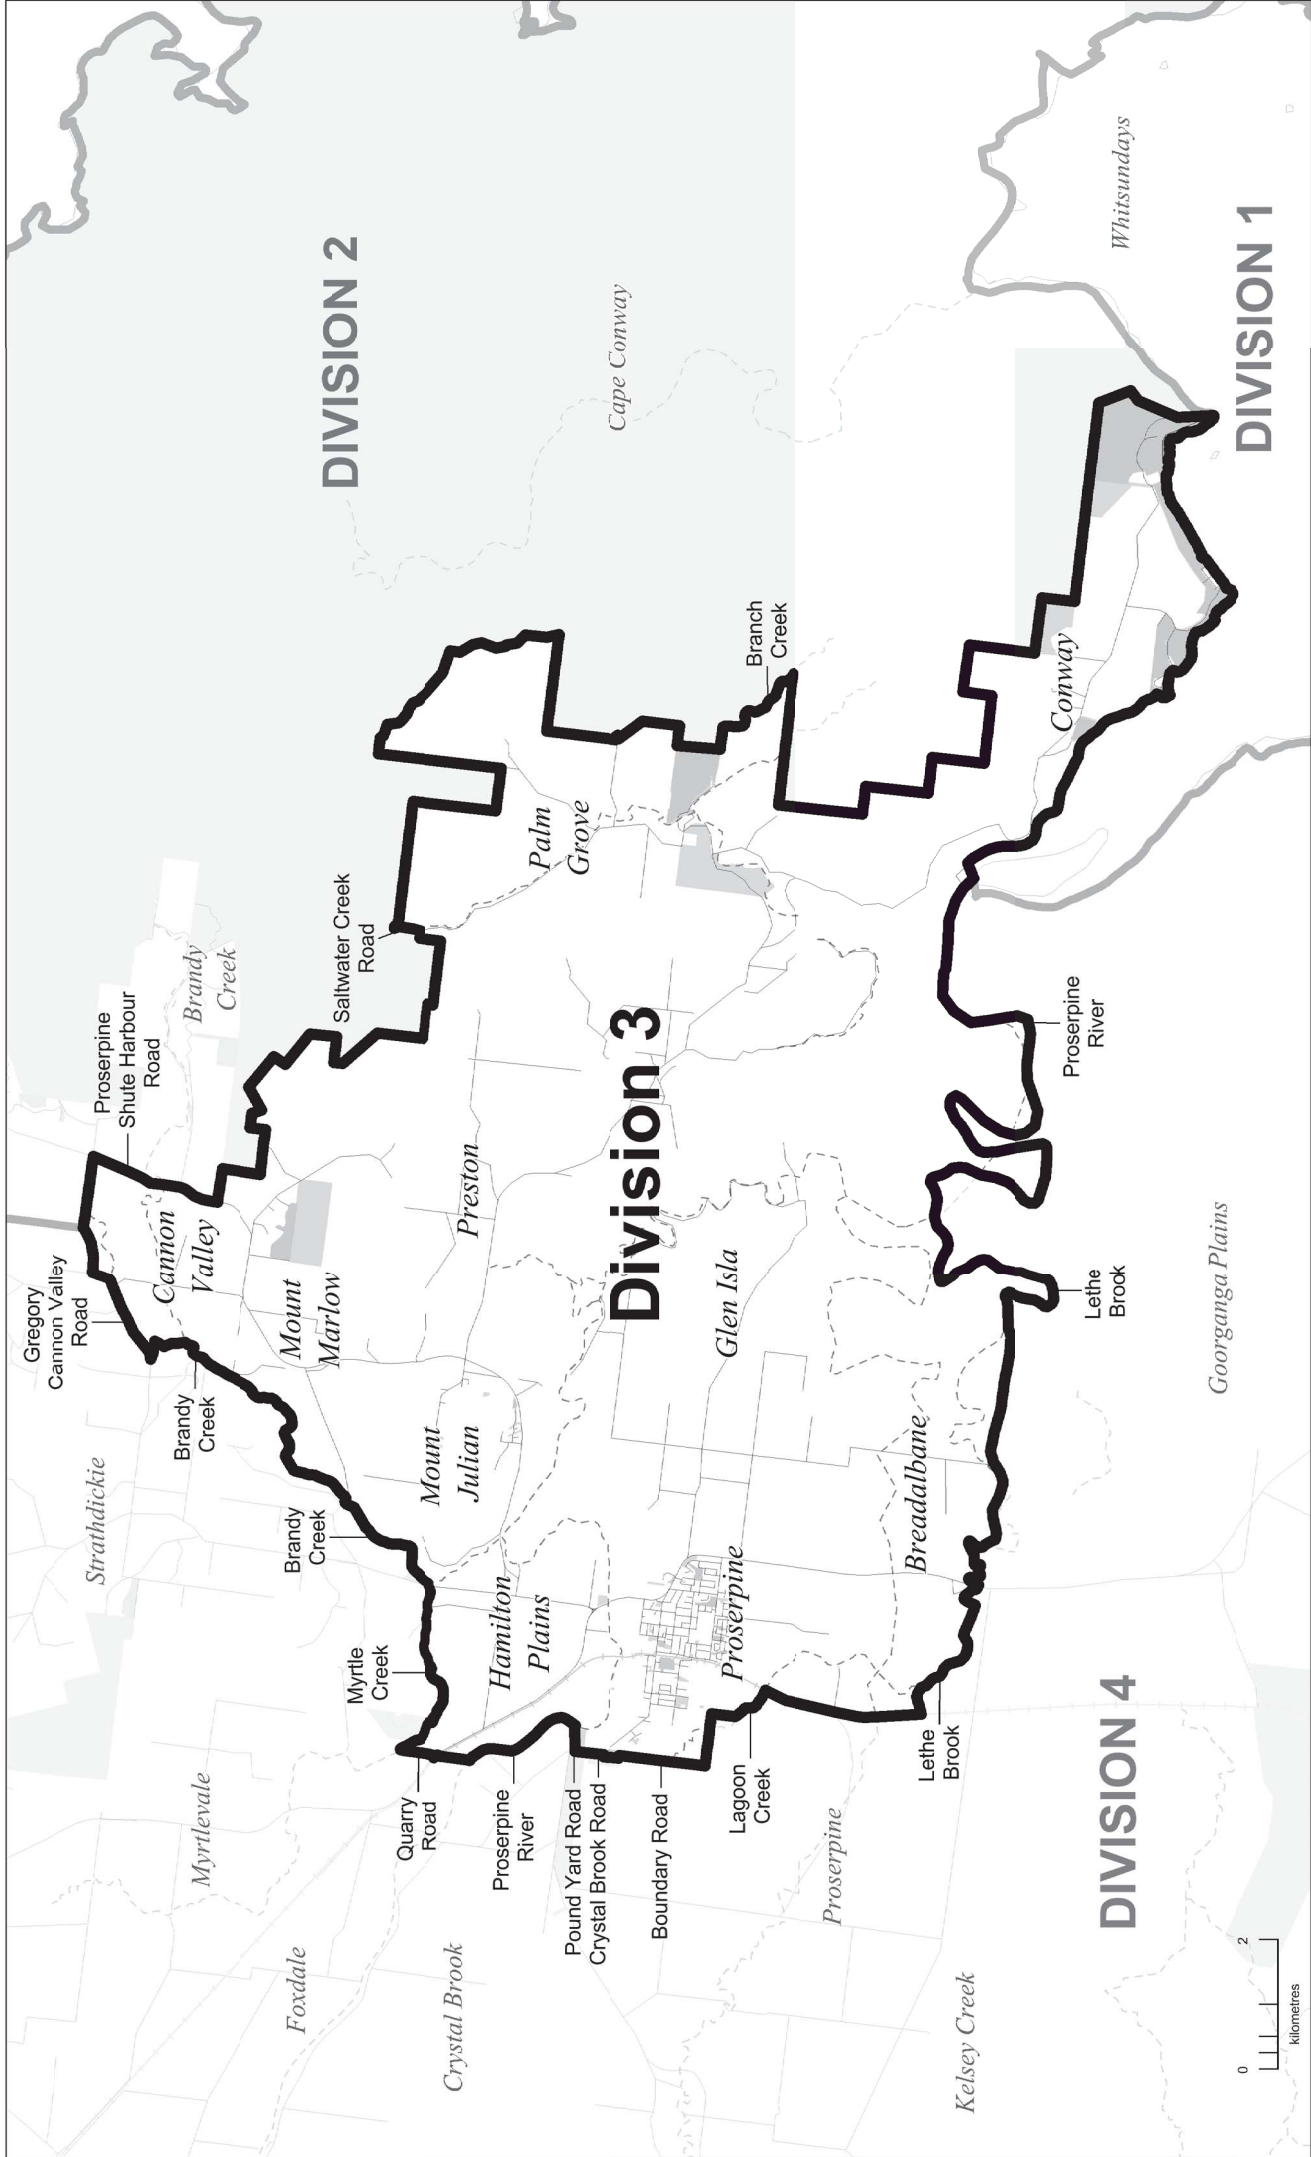 Gregory
Cannon Valley
Road
Proserpine
Shute Harbour
Road
Brandy
Creek
Cannon
Valley
Brandy
Creek
Strathdickie
Saltwater Creek
Road
DIVISION 2
Mount
Marlow
Brandy
Creek
Myrtlevale
Foxdale
Myrtle
Creek
Mount
Julian
Preston
Palm
Grove
Cape Conway
Quarry
Road
Hamilton
Plains
Crystal Brook
Proserpine
River
Pound Yard Road
Crystal Brook Road
Division 3
Boundary Road
Proserpine
Glen Isla
Branch
Creek
Lagoon
Creek
Proserpine
Breadalbane
Lethe
Brook
Kelsey Creek
Conway
Proserpine
River
Lethe
Brook
Whitsundays
DIVISION 4
Goorganga Plains
DIVISION 1
0
2
kilometres